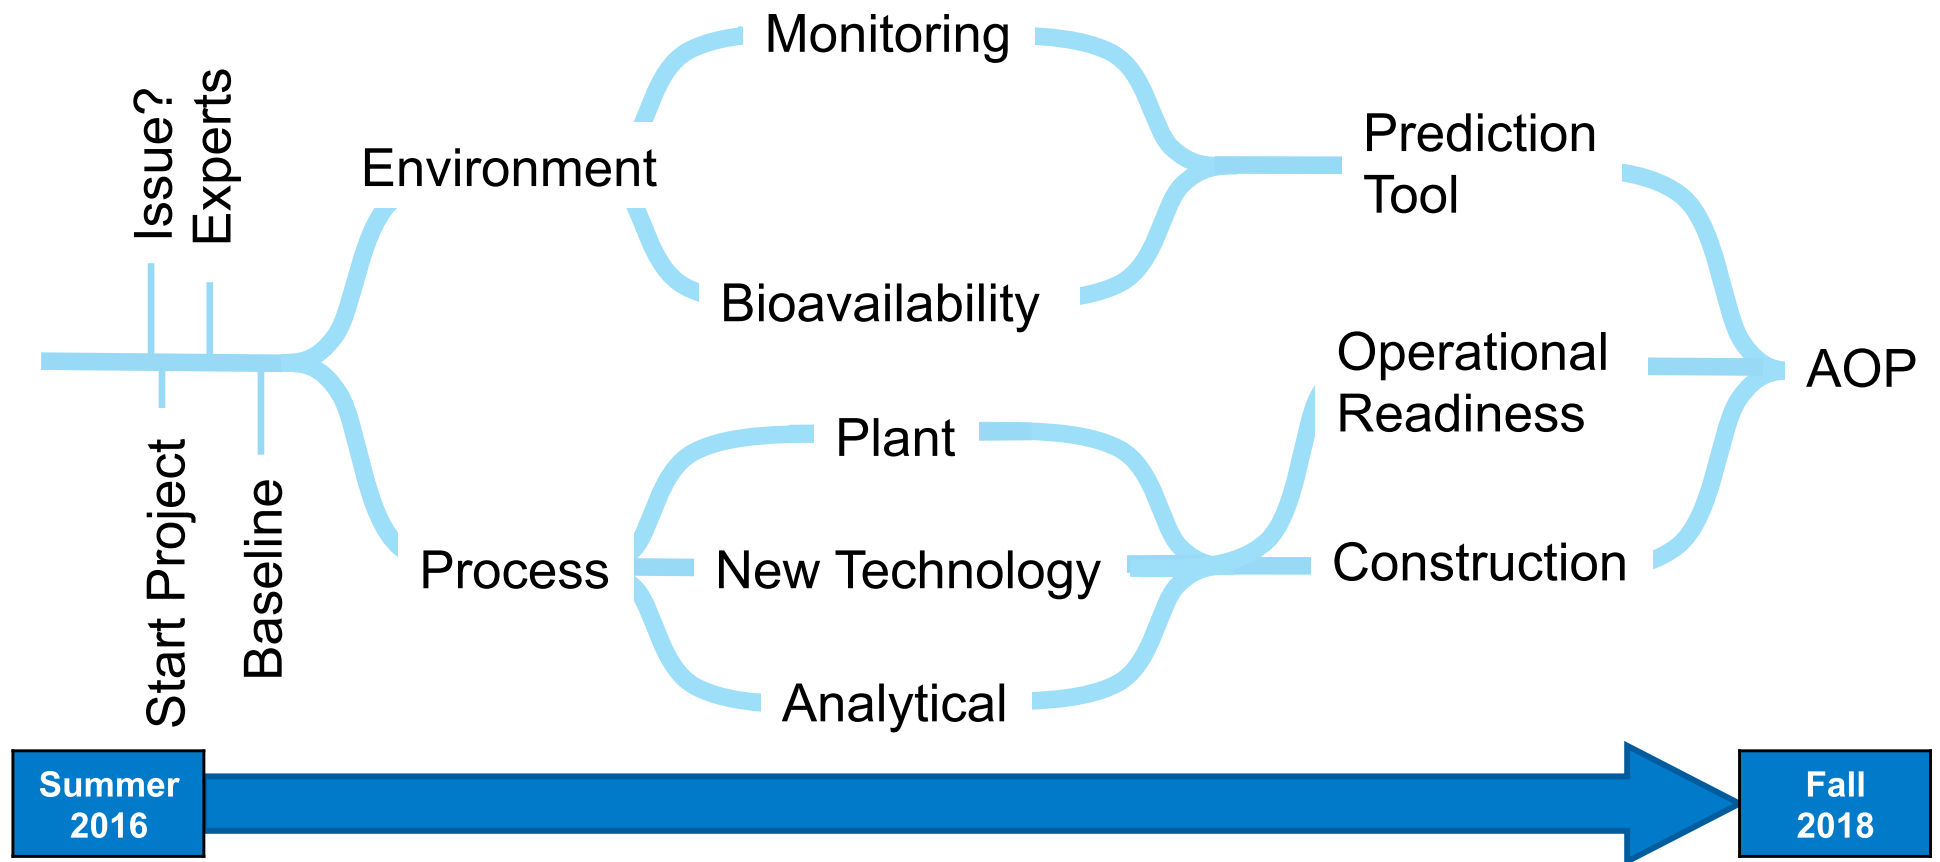 Issue?
Experts
Start Project
Baseline
Environment
Process
Monitoring
Bioavailability
Plant
New Technology
Analytical
Prediction
Tool
Operational
Readiness
Construction
AOP
Summer
2016
Fall
2018